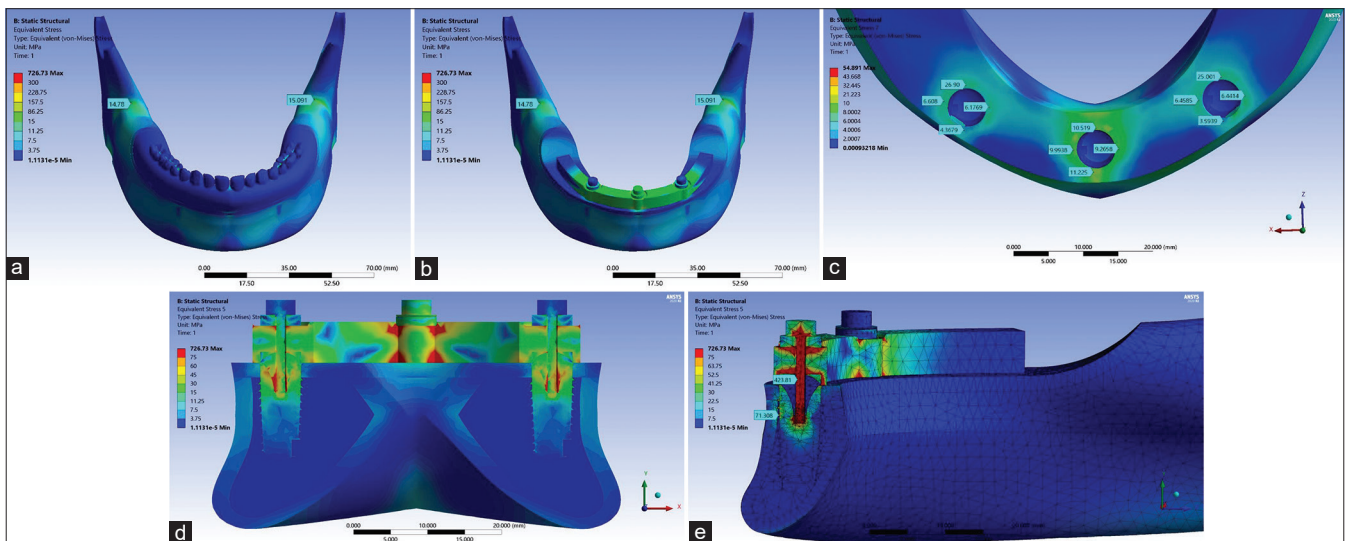 B: Static Structural
Equivalent Stress
Type: Equivalent (von-Mises) Stress
Unit: MPa
Time: 1
726.73 Max
300
228.75
157.5
86.25
15
11.25
7.5
3.75
1.1131e-5 Min
14.78
15.091
0.00
35.00
70.00 (mm)
17.50
52.50
a
B: Static Structural
Equivalent Stress
Type: Equivalent (von-Mises) Stress
Unit: MPa
Time: 1
726.73 Max
300
228.75
157.5
86.25
15
11.25
7.5
3.75
1.1131e-5 Min
14.78
15.091
0.00
35.00
70.00 (mm)
17.50
52.50
b
B: Static Structural
Type: Equivalent (von-Mises) Stress
Unit: MPa
Time: 1
54.891 Max
43.668
32.445
21.223
10
8.0002
6.0004
4.0006
2.0007
0.00093218 Min
26.99
6.608
6.1769
4.3679
10.519
9.9938
9.2658
11.225
25.001
6.4585
6.4414
3.5939
ANSYS
Z
X
0.000
10.000
20.000 (mm)
5.000
15.000
c
B: Static Structural
Equivalent Stress 5
Type: Equivalent (von-Mises) Stress
Unit: MPa
Time: 1
726.73 Max
75
60
45
30
15
11.25
7.5
3.75
1.1131e-5 Min
ANSYS
Y
X
0.000
10.000
20.000 (mm)
5.000
15.000
d
B: Static Structural
Equivalent Stress 5
Type: Equivalent (von-Mises) Stress
Unit: MPa
Time: 1
726.73 Max
75
63.75
52.5
41.25
30
22.5
15
7.5
1.1131e-5 Min
423.81
71.308
ANSYS
e